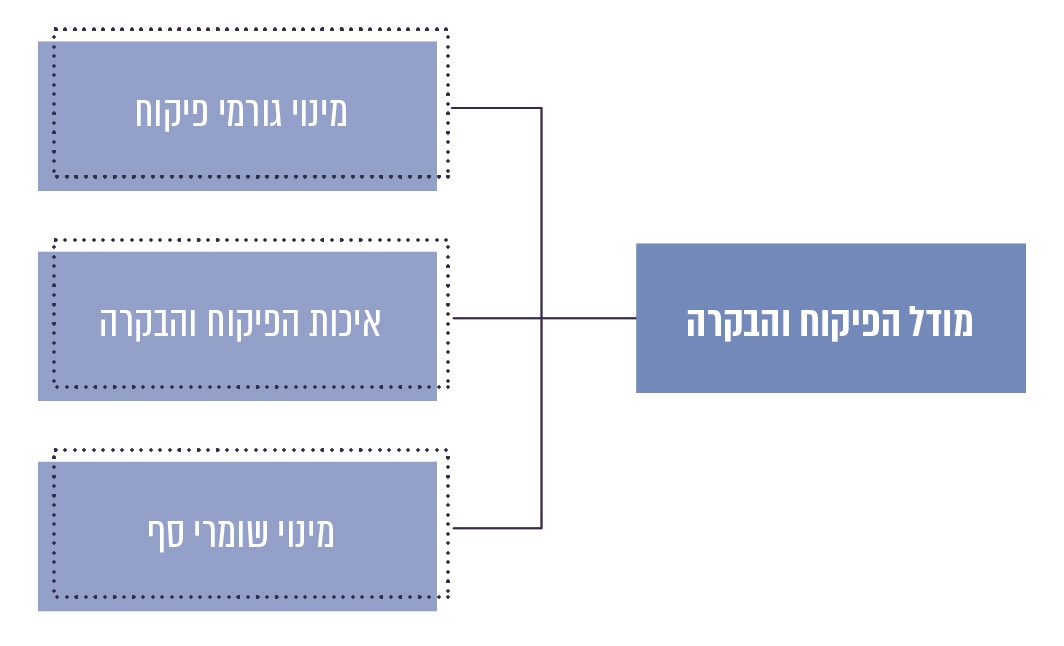 מודל הפיקוח והבקרה
מינוי גורמי פיקוח
איכות הפיקוח והבקרה
מינוי שומרי סף